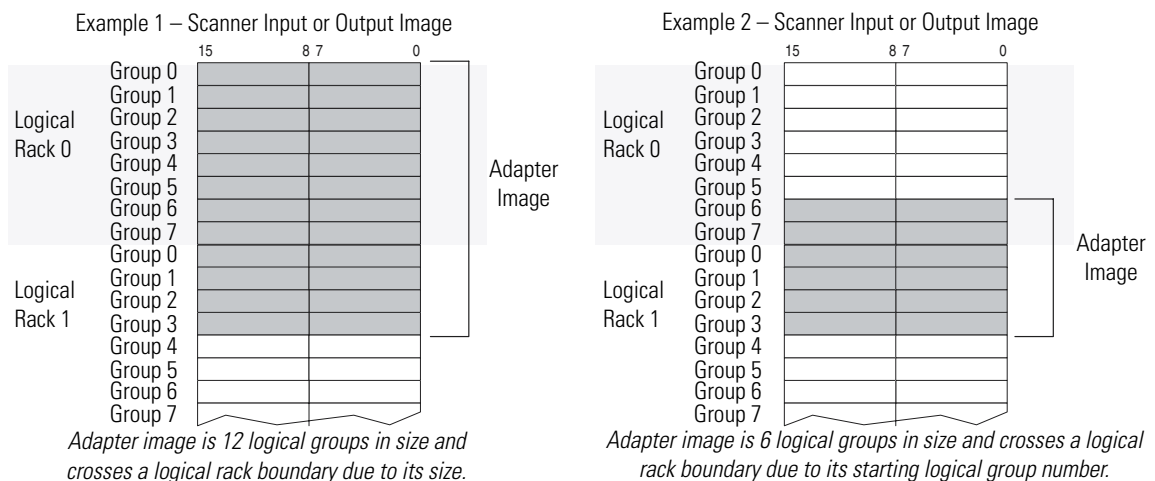 Example 1 – Scanner Input or Output Image
15 8 7 0
Group 0
Group 1
Group 2
Group 3
Group 4
Group 5
Group 6
Group 7
Group 0
Group 1
Group 2
Group 3
Group 4
Group 5
Group 6
Group 7
Logical
Rack 0
Logical
Rack 1
Adapter
Image
Adapter image is 12 logical groups in size and
crosses a logical rack boundary due to its size.
Example 2 – Scanner Input or Output Image
15 8 7 0
Group 0
Group 1
Group 2
Group 3
Group 4
Group 5
Group 6
Group 7
Group 0
Group 1
Group 2
Group 3
Group 4
Group 5
Group 6
Group 7
Logical
Rack 0
Logical
Rack 1
Adapter
Image
Adapter image is 6 logical groups in size and crosses a logical
rack boundary due to its starting logical group number.